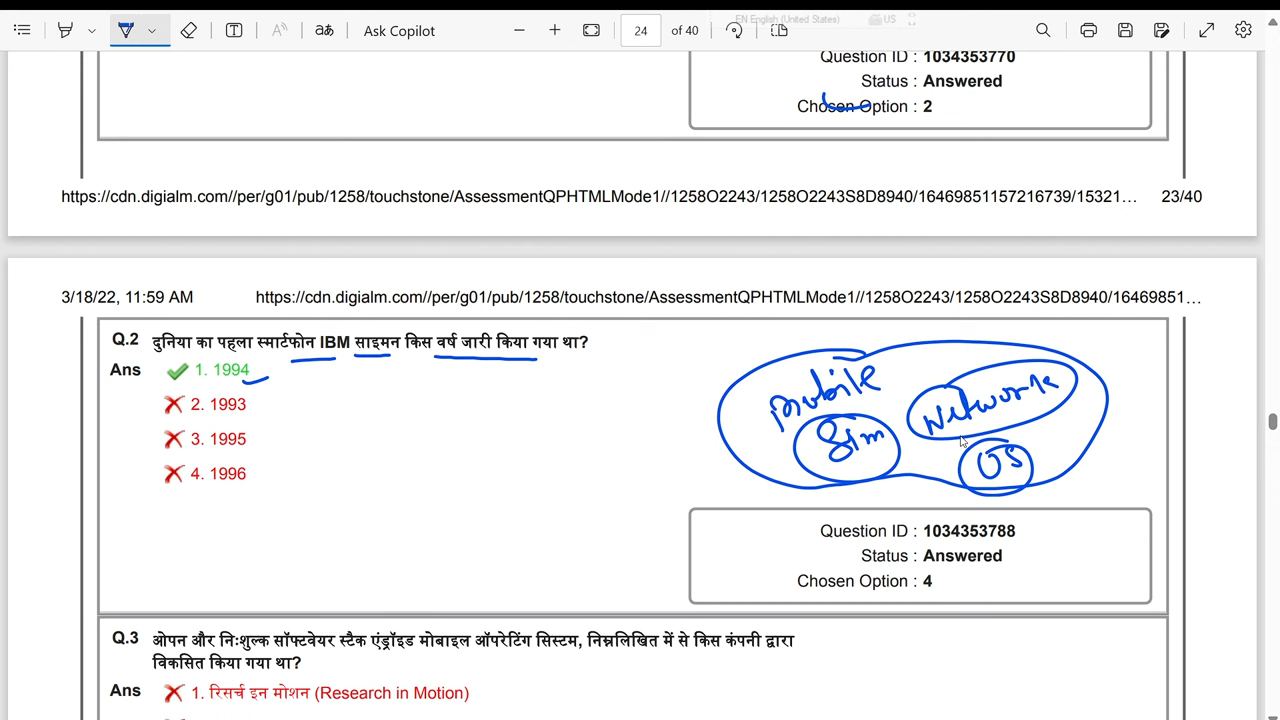 EN English (United States) US
Ask Copilot 24 of 40
Question ID : 1034353770
Status : Answered
Chosen Option : 2
https://cdn.digialm.com//per/g01/pub/1258/touchstone/AssessmentQPHTMLMode1//1258O2243/1258O2243S8D8940/16469851157216739/15321… 23/40
3/18/22, 11:59 AM https://cdn.digialm.com//per/g01/pub/1258/touchstone/AssessmentQPHTMLMode1//1258O2243/1258O2243S8D8940/16469851…
Q.2 दुनिया का पहला स्मार्टफोन IBM साइमन किस वर्ष जारी किया गया था?
Ans 1. 1994
2. 1993
3. 1995
4. 1996
mobile Network
Sim OS
Question ID : 1034353788
Status : Answered
Chosen Option : 4
Q.3 ओपन और निःशुल्क सॉफ्टवेयर स्टैक एंड्रॉइड मोबाइल ऑपरेटिंग सिस्टम, निम्नलिखित में से किस कंपनी द्वारा
विकसित किया गया था?
Ans 1. रिसर्च इन मोशन (Research in Motion)